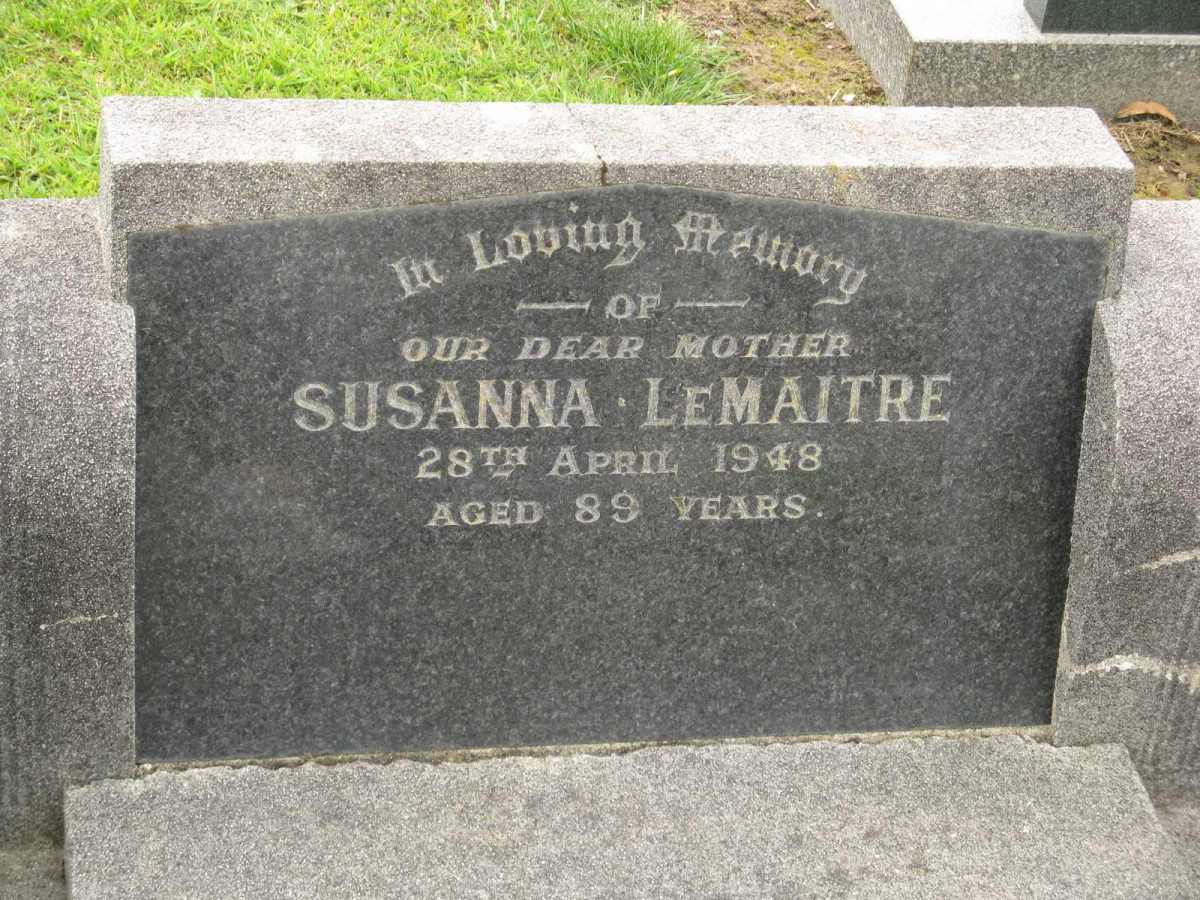 In Loving Memory
— OF —
OUR DEAR MOTHER
SUSANNA · LEMAITRE
28TH APRIL 1948
AGED 89 YEARS.